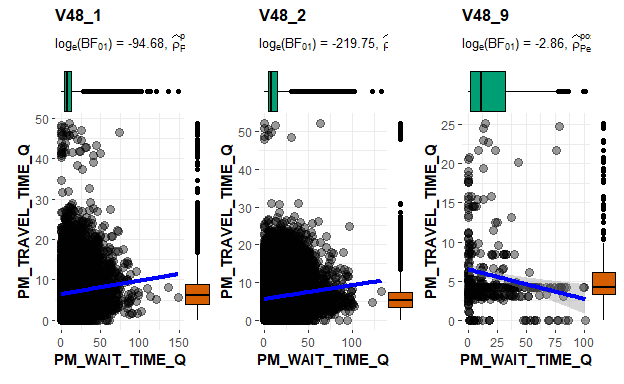 V48_1
V48_2
V48_9
logₑ(BF₀₁) = -94.68,
logₑ(BF₀₁) = -219.75,
logₑ(BF₀₁) = -2.86,
PM_TRAVEL_TIME_Q
50
40
30
20
10
0
0
50
100
150
PM_WAIT_TIME_Q
PM_TRAVEL_TIME_Q
50
40
30
20
10
0
0
50
100
PM_WAIT_TIME_Q
PM_TRAVEL_TIME_Q
25
20
15
10
5
0
0
25
50
75
100
PM_WAIT_TIME_Q